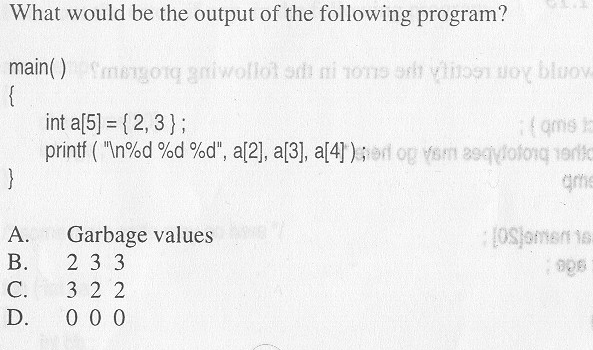 What would be the output of the following program?
main( )
{
int a[5] = { 2, 3 } ;
printf ( "\n%d %d %d", a[2], a[3], a[4] ) ;
}
A. Garbage values
B. 2 3 3
C. 3 2 2
D. 0 0 0